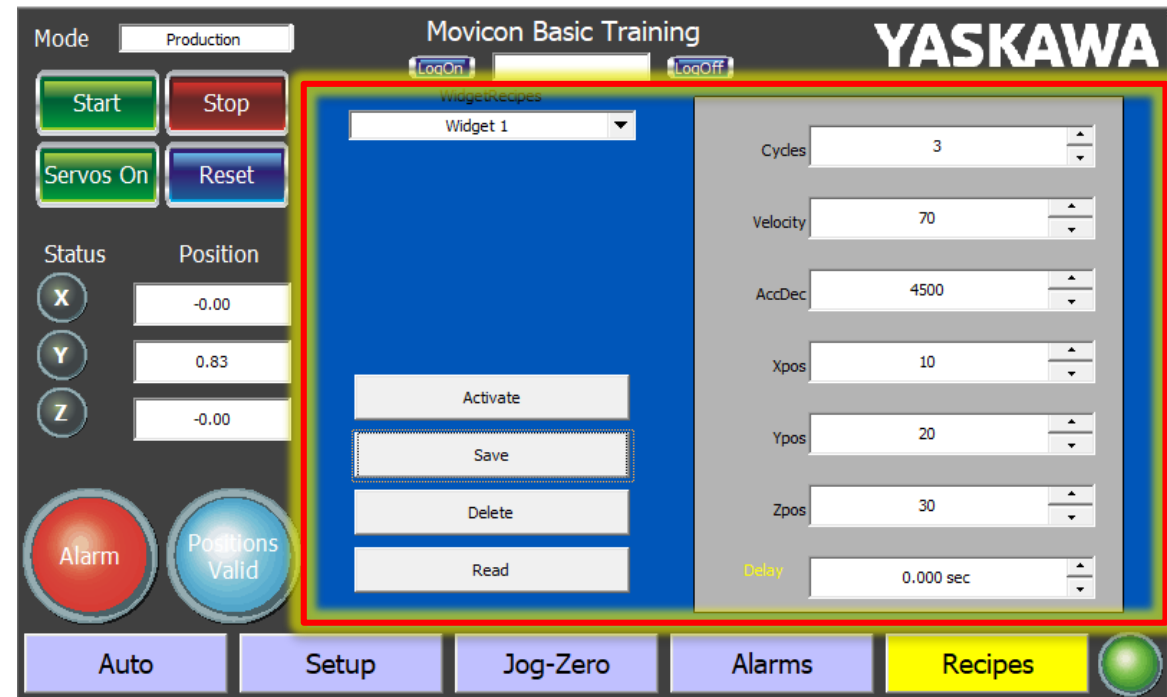 Mode Production
Movicon Basic Training
YASKAWA
LogOn LogOff
Start Stop
Servos On Reset
Status Position
X -0.00
Y 0.83
Z -0.00
Alarm
Positions
Valid
WidgetRecipes
Widget 1
Activate
Save
Delete
Read
Cycles 3
Velocity 70
AccDec 4500
Xpos 10
Ypos 20
Zpos 30
Delay 0.000 sec
Auto Setup Jog-Zero Alarms Recipes